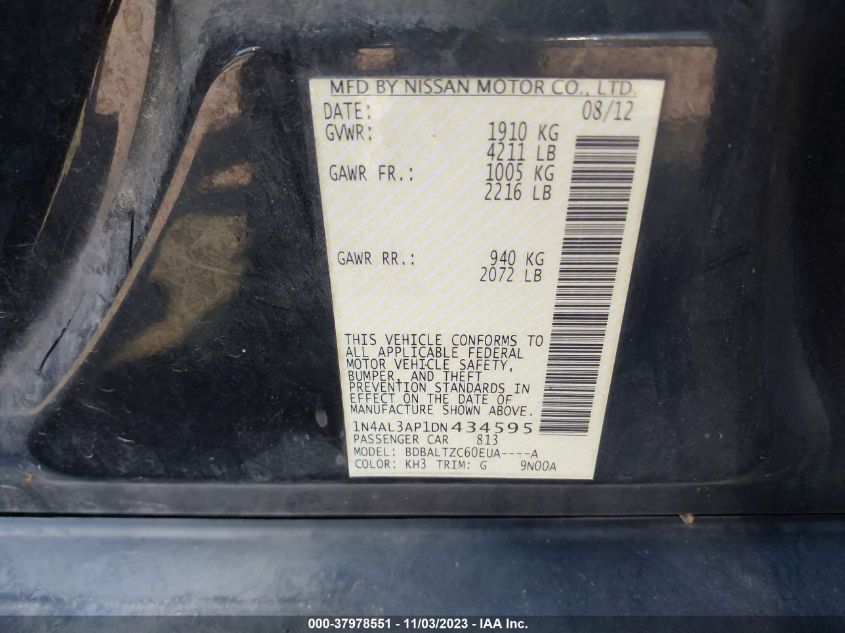 MFD BY NISSAN MOTOR CO., LTD.
DATE: 08/12
GVWR: 1910 KG
4211 LB
GAWR FR.: 1005 KG
2216 LB
GAWR RR.: 940 KG
2072 LB
THIS VEHICLE CONFORMS TO
ALL APPLICABLE FEDERAL
MOTOR VEHICLE SAFETY,
BUMPER, AND THEFT
PREVENTION STANDARDS IN
EFFECT ON THE DATE OF
MANUFACTURE SHOWN ABOVE.
1N4AL3AP1DN434595
PASSENGER CAR 813
MODEL: BDBALTZC60EUA----A
COLOR: KH3 TRIM: G 9N00A
000-37978551 - 11/03/2023 - IAA Inc.